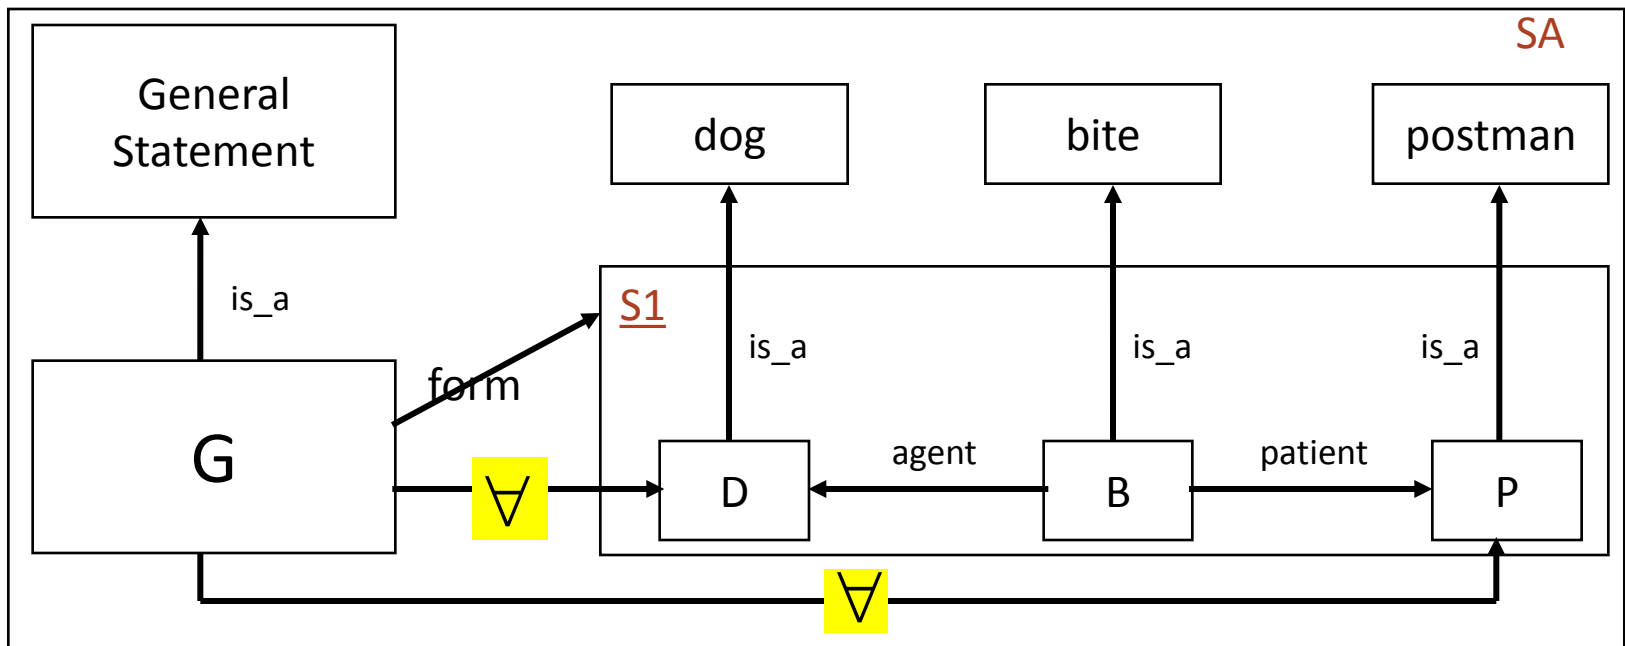 SA
General
Statement
dog
bite
postman
is_a
S1
is_a
is_a
is_a
form
G
∀
D
agent
B
patient
P
∀